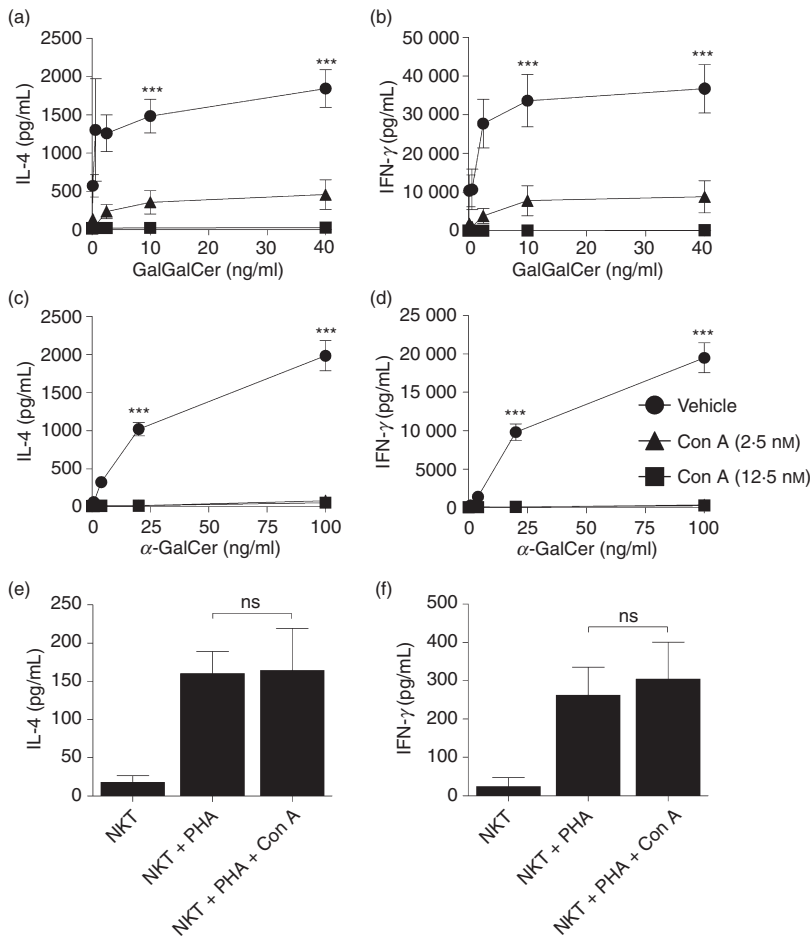 (a)
2500
2000
1500
1000
500
0
IL-4 (pg/mL)
***
***
0
10
20
30
40
GalGalCer (ng/ml)
(b)
50 000
40 000
30 000
20 000
10 000
0
IFN-γ (pg/mL)
***
***
0
10
20
30
40
GalGalCer (ng/ml)
(c)
2500
2000
1500
1000
500
0
IL-4 (pg/mL)
***
***
0
25
50
75
100
α-GalCer (ng/ml)
(d)
25 000
20 000
15 000
10 000
5000
0
IFN-γ (pg/mL)
***
***
0
25
50
75
100
α-GalCer (ng/ml)
Vehicle
Con A (2·5 nM)
Con A (12·5 nM)
(e)
250
200
150
100
50
0
IL-4 (pg/mL)
ns
NKT
NKT + PHA
NKT + PHA + Con A
(f)
500
400
300
200
100
0
IFN-γ (pg/mL)
ns
NKT
NKT + PHA
NKT + PHA + Con A